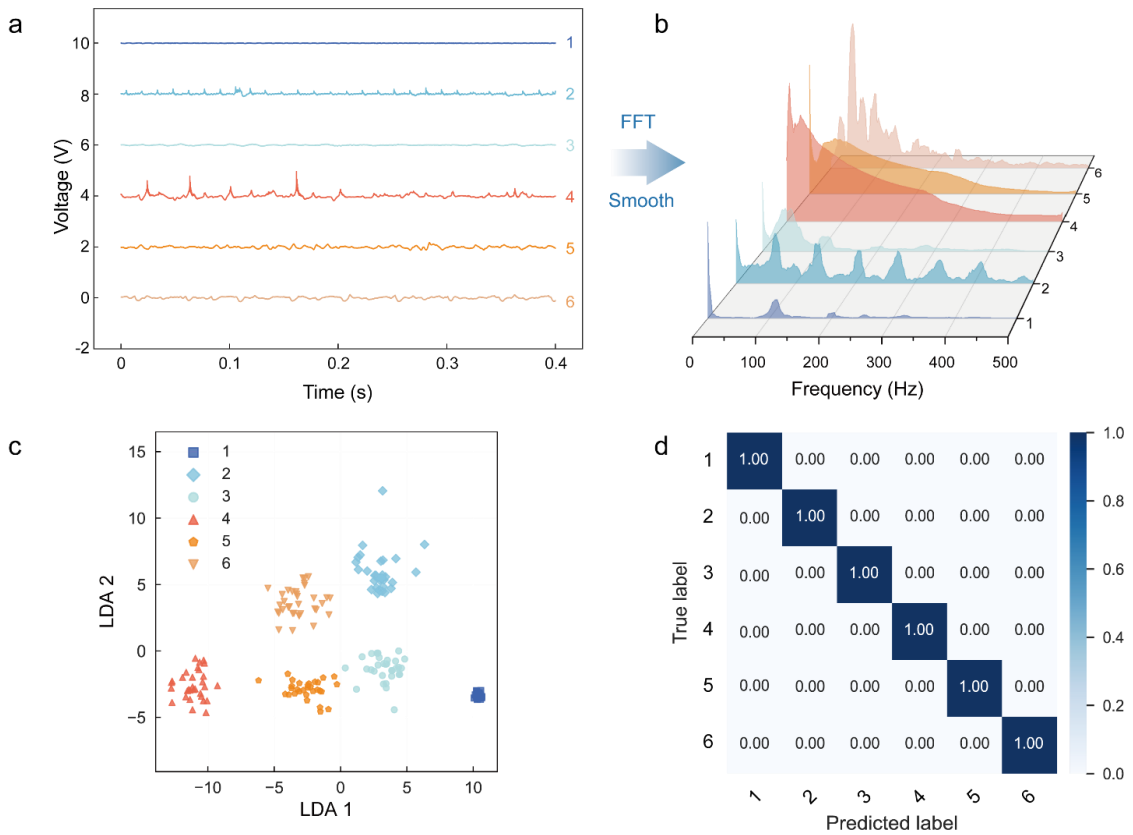 a
10
8
6
4
2
0
-2
1
2
3
4
5
6
Voltage (V)
0
0.1
0.2
0.3
0.4
Time (s)
FFT
Smooth
b
6
5
4
3
2
1
0
100
200
300
400
500
Frequency (Hz)
c
15
10
5
0
−5
LDA 2
1
2
3
4
5
6
−10
−5
0
5
10
LDA 1
d
True label
1 1.00 0.00 0.00 0.00 0.00 0.00
2 0.00 1.00 0.00 0.00 0.00 0.00
3 0.00 0.00 1.00 0.00 0.00 0.00
4 0.00 0.00 0.00 1.00 0.00 0.00
5 0.00 0.00 0.00 0.00 1.00 0.00
6 0.00 0.00 0.00 0.00 0.00 1.00
1 2 3 4 5 6
Predicted label
1.0
0.8
0.6
0.4
0.2
0.0